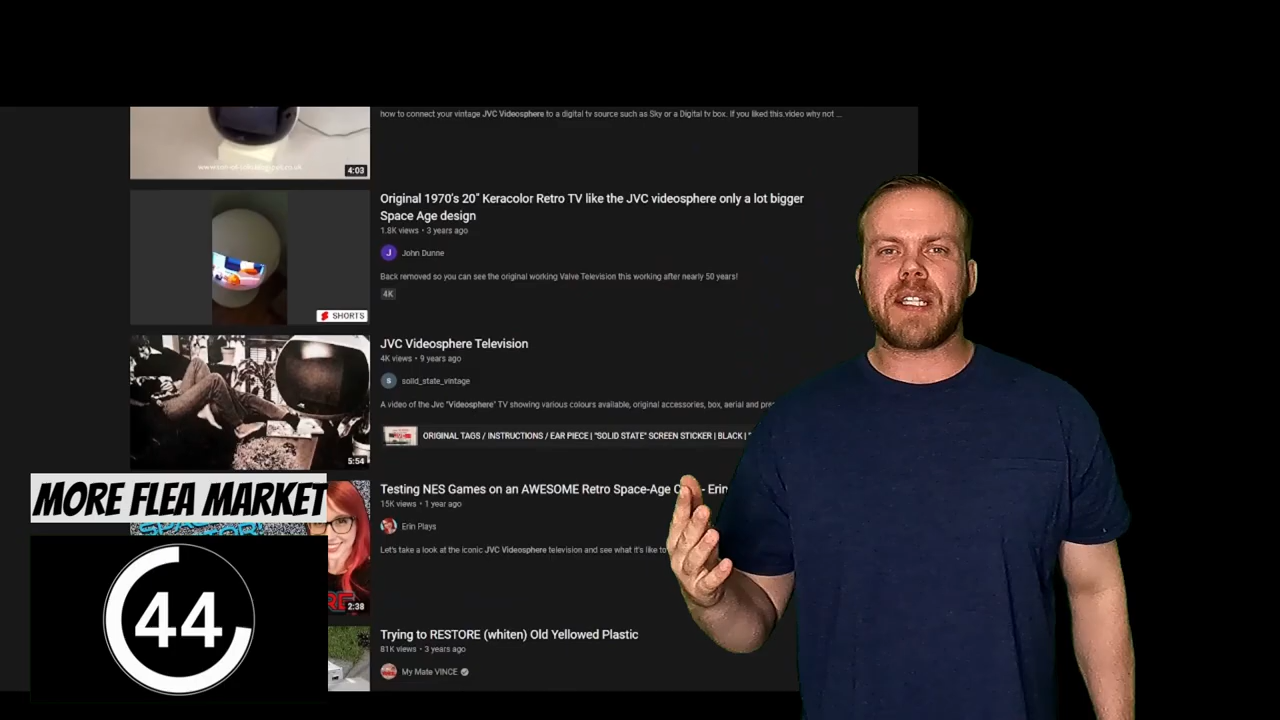 how to connect your vintage JVC Videosphere to a digital tv source such as Sky or a Digital tv box. If you liked this video why not ...
4:03
Original 1970's 20" Keracolor Retro TV like the JVC videosphere only a lot bigger
Space Age design
1.8K views • 3 years ago
J John Dunne
Back removed so you can see the original working Valve Television this working after nearly 50 years!
4K
SHORTS
JVC Videosphere Television
4K views • 9 years ago
s solid_state_vintage
A video of the Jvc "Videosphere" TV showing various colours available, original accessories, box, aerial and
ORIGINAL TAGS / INSTRUCTIONS / EAR PIECE | "SOLID STATE" SCREEN STICKER | BLACK | "
5:54
MORE FLEA MARKET
Testing NES Games on an AWESOME Retro Space-Age - Erin
15K views • 1 year ago
Erin Plays
Let's take a look at the iconic JVC Videosphere television and see what it's like to
2:38
44
Trying to RESTORE (whiten) Old Yellowed Plastic
81K views • 3 years ago
My Mate VINCE